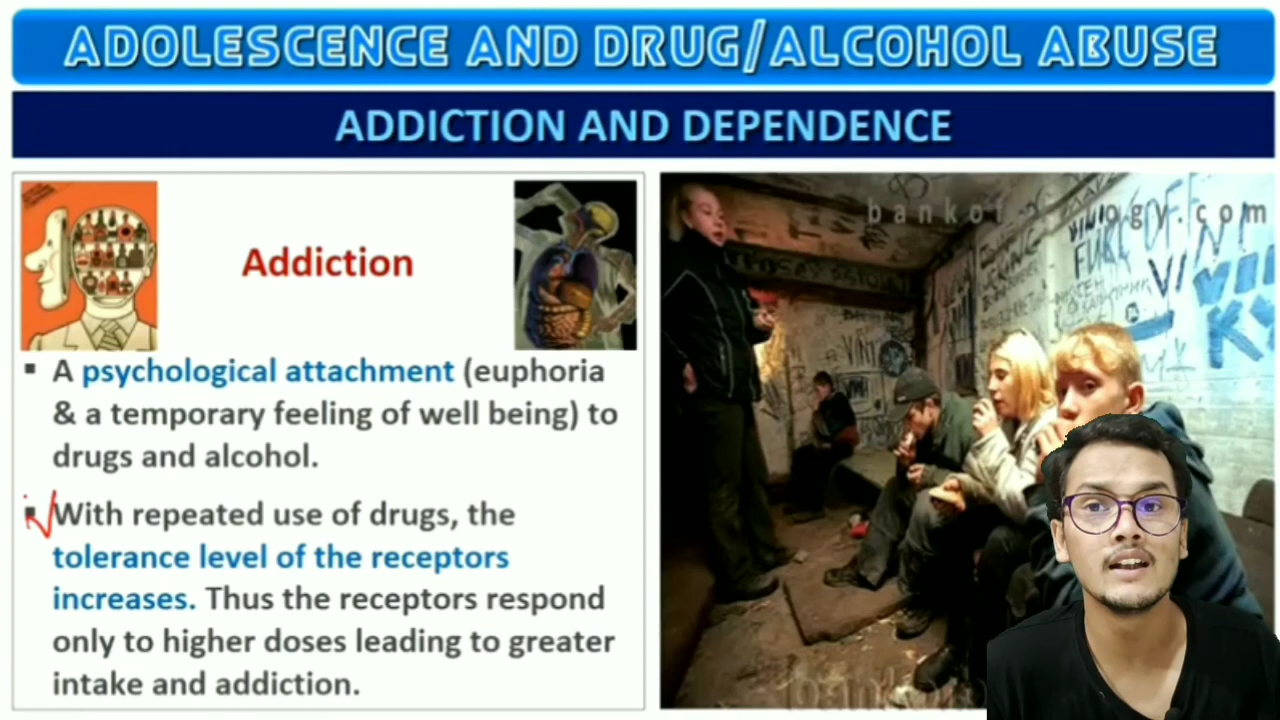 ADOLESCENCE AND DRUG/ALCOHOL ABUSE
ADDICTION AND DEPENDENCE
Addiction
▪ A psychological attachment (euphoria
& a temporary feeling of well being) to
drugs and alcohol.
▪ With repeated use of drugs, the
tolerance level of the receptors
increases. Thus the receptors respond
only to higher doses leading to greater
intake and addiction.